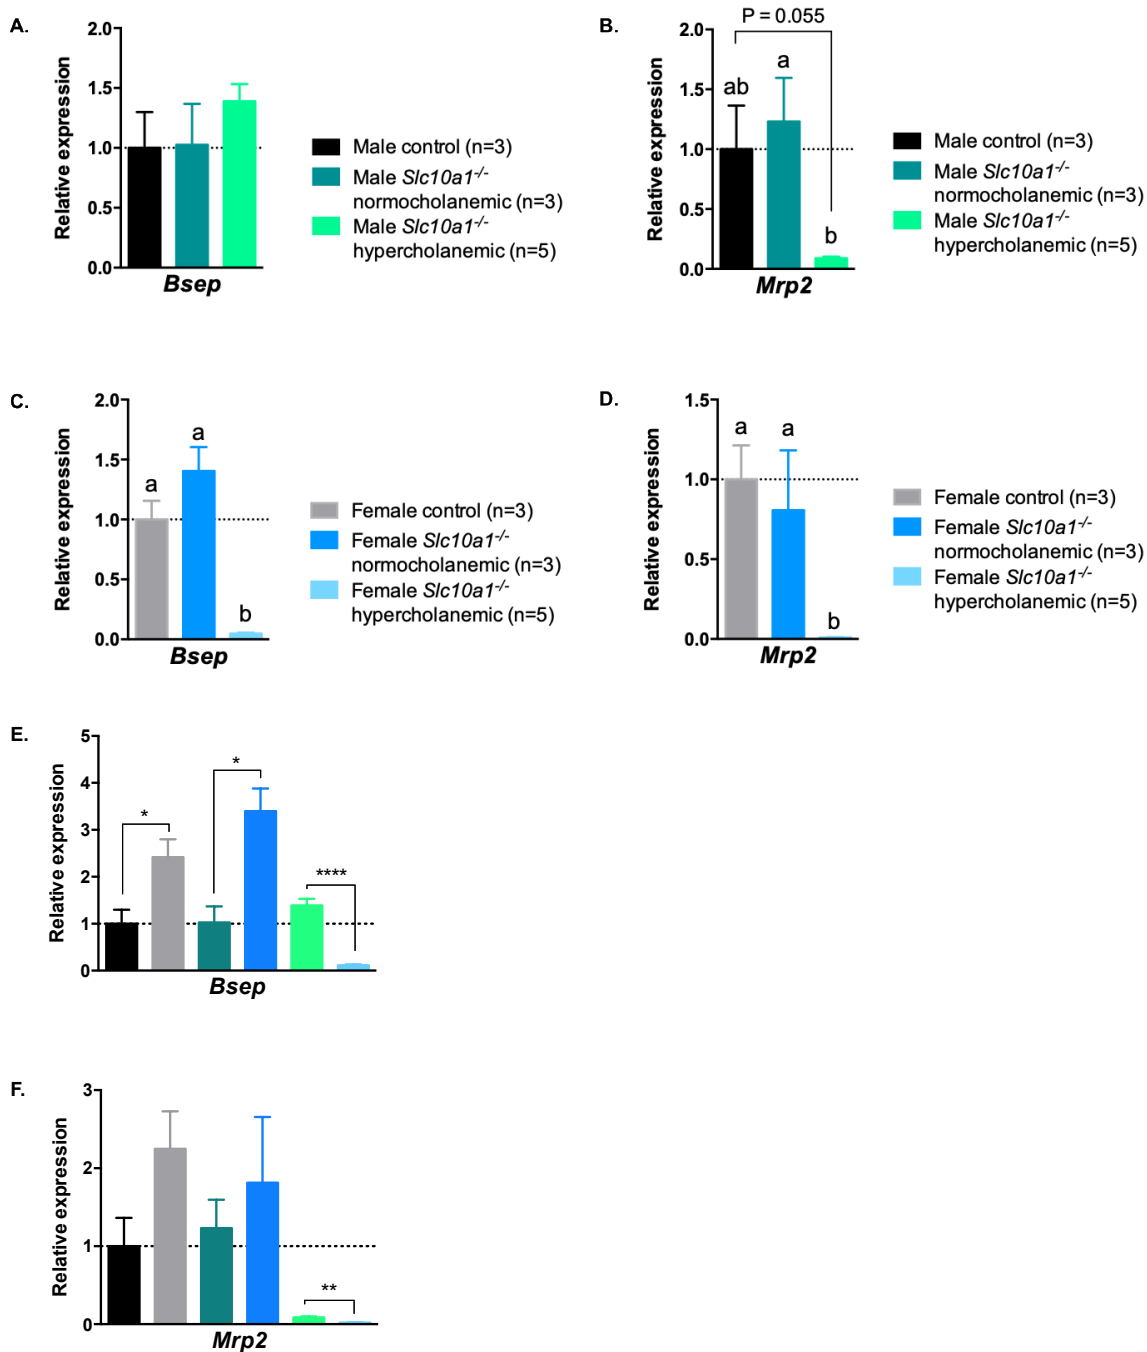 A.
2.0
1.5
1.0
0.5
0.0
Relative expression
Bsep
Male control (n=3)
Male Slc10a1-/-
normocholanemic (n=3)
Male Slc10a1-/-
hypercholanemic (n=5)
B.
P = 0.055
2.0
1.5
1.0
0.5
0.0
Relative expression
ab
a
b
Mrp2
Male control (n=3)
Male Slc10a1-/-
normocholanemic (n=3)
Male Slc10a1-/-
hypercholanemic (n=5)
C.
2.0
1.5
1.0
0.5
0.0
Relative expression
a
a
b
Bsep
Female control (n=3)
Female Slc10a1-/-
normocholanemic (n=3)
Female Slc10a1-/-
hypercholanemic (n=5)
D.
1.5
1.0
0.5
0.0
Relative expression
a
a
b
Mrp2
Female control (n=3)
Female Slc10a1-/-
normocholanemic (n=3)
Female Slc10a1-/-
hypercholanemic (n=5)
E.
5
4
3
2
1
0
Relative expression
*
*
****
Bsep
F.
3
2
1
0
Relative expression
**
Mrp2